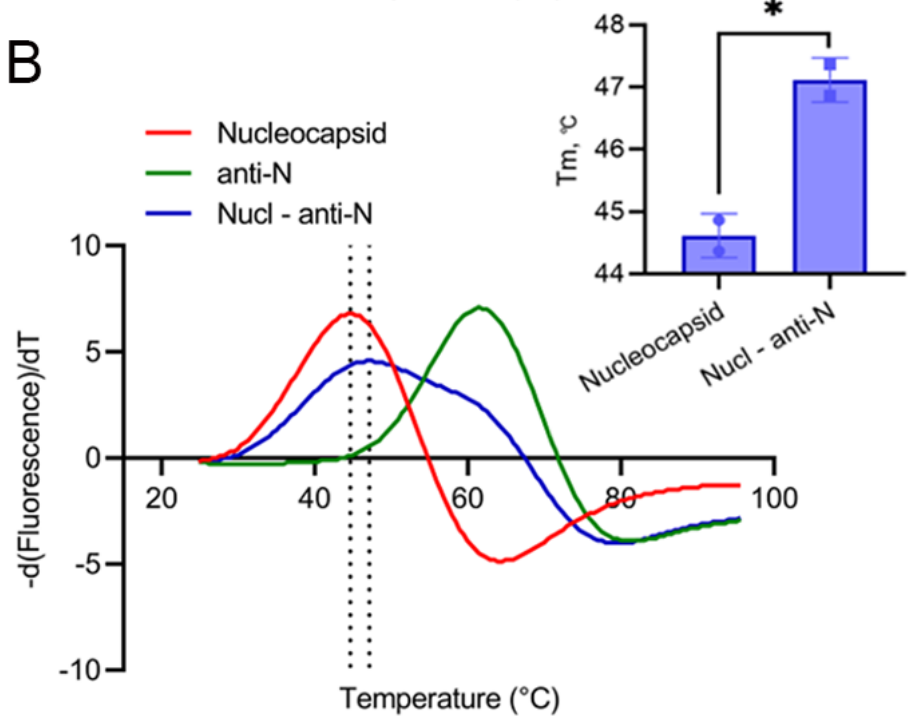 B
Nucleocapsid
anti-N
Nucl - anti-N
10
5
0
-5
-10
-d(Fluorescence)/dT
20 40 60 80 100
Temperature (°C)
*
48
47
46
45
44
Tm, °C
Nucleocapsid
Nucl - anti-N